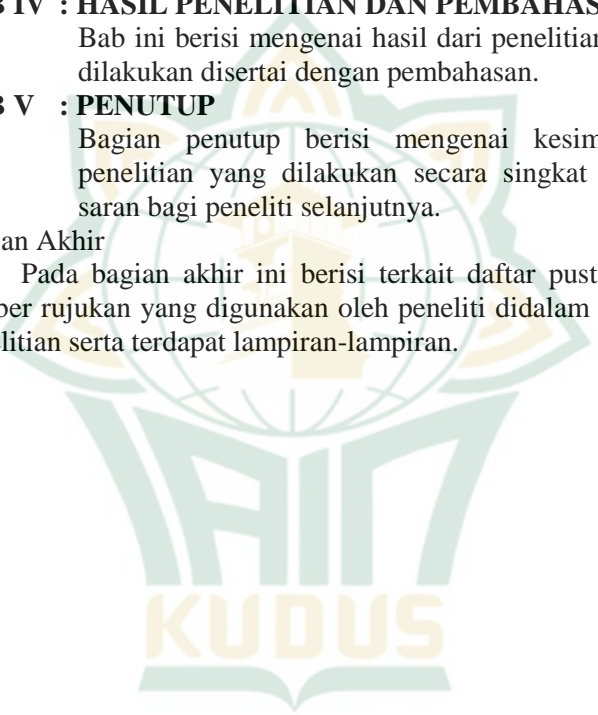 B IV : HASIL PENELITIAN DAN PEMBAHAS
Bab ini berisi mengenai hasil dari penelitian
dilakukan disertai dengan pembahasan.
B V : PENUTUP
Bagian penutup berisi mengenai kesim
penelitian yang dilakukan secara singkat
saran bagi peneliti selanjutnya.
an Akhir
Pada bagian akhir ini berisi terkait daftar pust
ber rujukan yang digunakan oleh peneliti didalam
elitian serta terdapat lampiran-lampiran.
IAIN
KUDUS